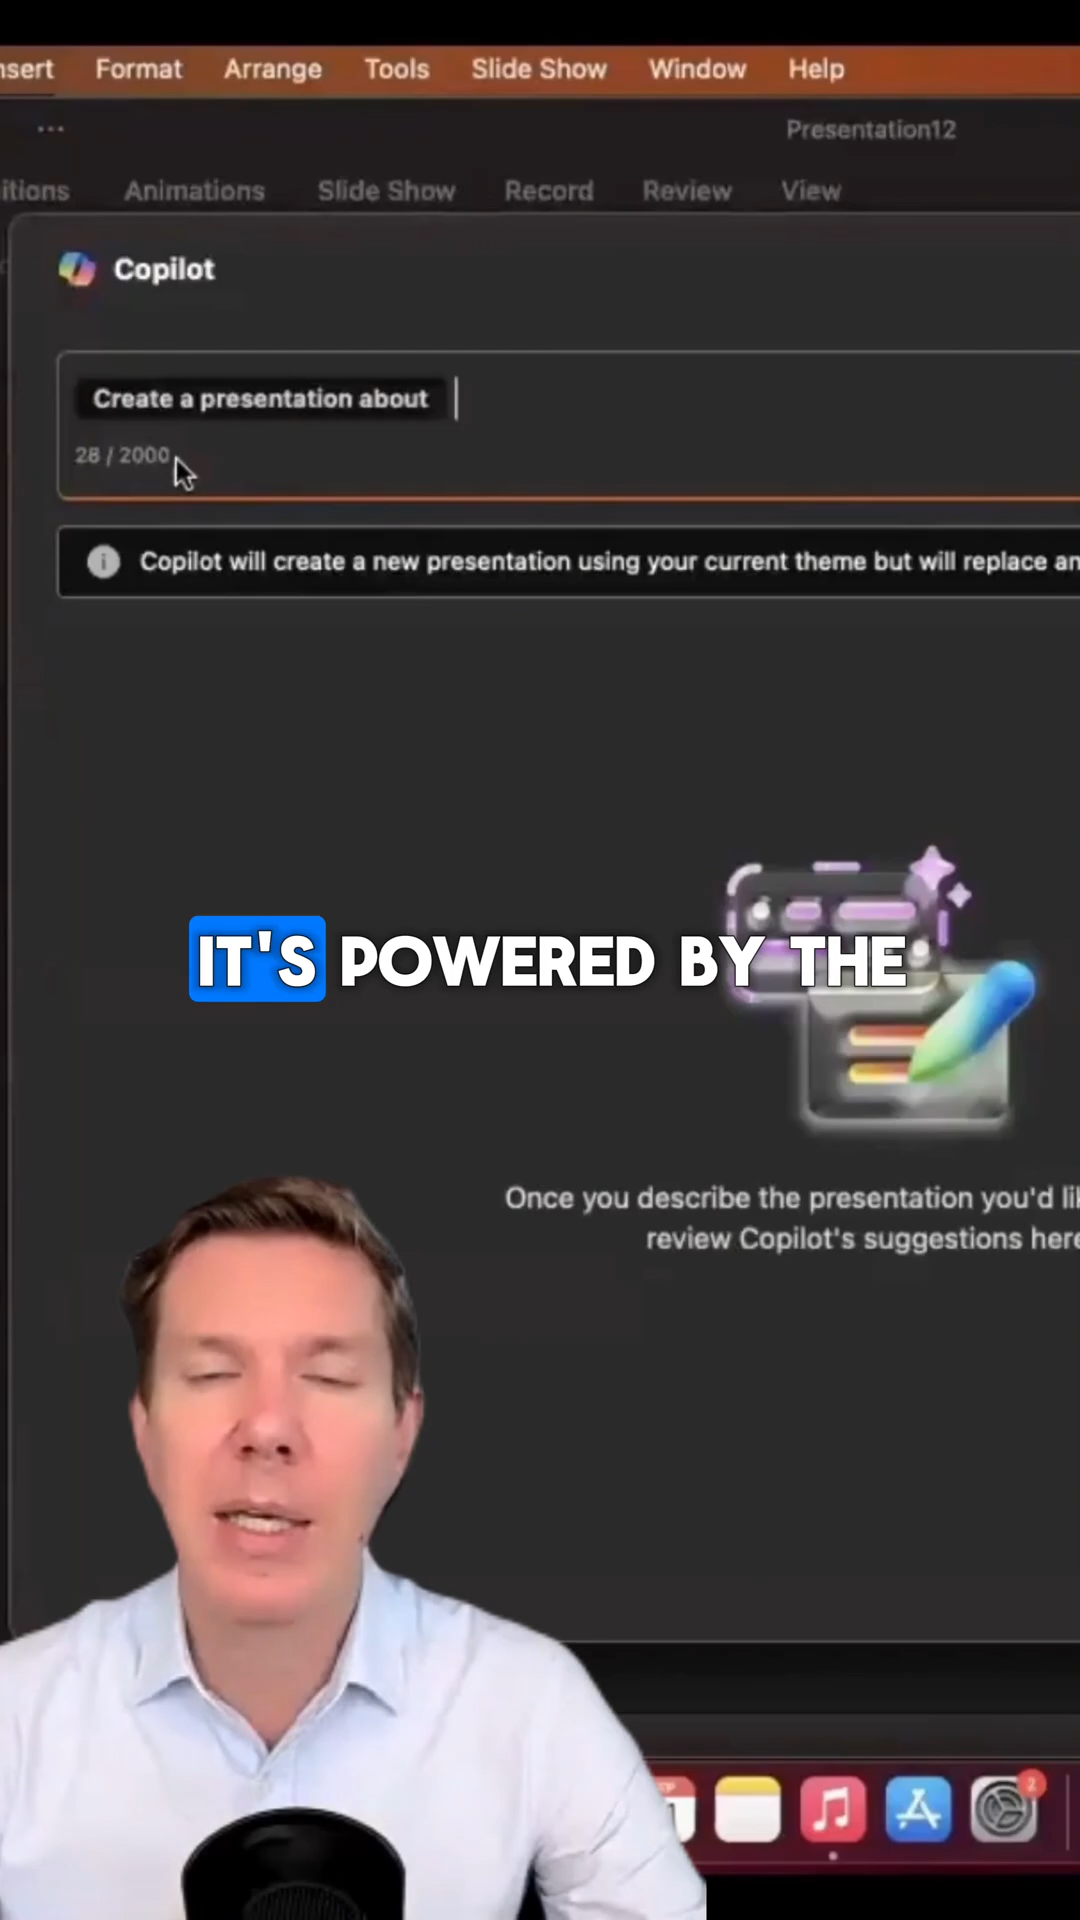 nsert Format Arrange Tools Slide Show Window Help
... Presentation12
itions Animations Slide Show Record Review View
Copilot
Create a presentation about
28 / 2000
Copilot will create a new presentation using your current theme but will replace an
IT'S POWERED BY THE
Once you describe the presentation you'd li
review Copilot's suggestions here
2